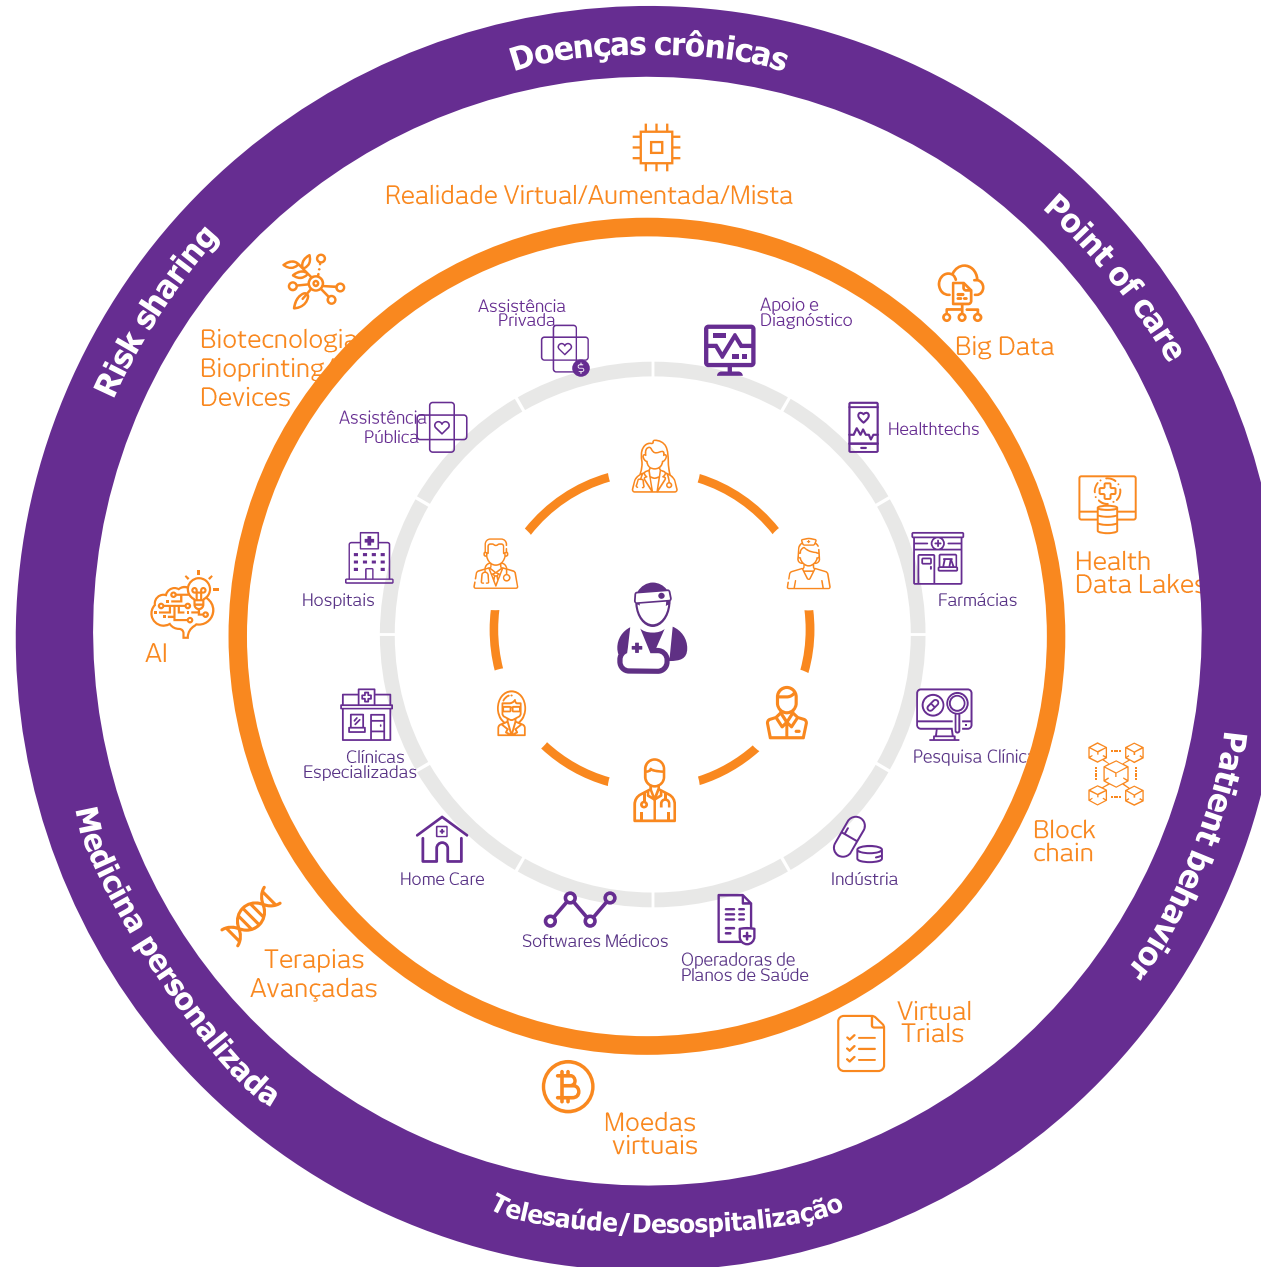 Doenças crônicas
Point of care
Patient behavior
Telesaúde/Desospitalização
Medicina personalizada
Risk sharing
Realidade Virtual/Aumentada/Mista
Big Data
Health
Data Lakes
Block
chain
Virtual
Trials
Moedas
virtuais
Terapias
Avançadas
AI
Biotecnologia
Bioprinting
Devices
Assistência
Privada
$
Apoio e
Diagnóstico
Healthtechs
Farmácias
Pesquisa Clínic
Indústria
Operadoras de
Planos de Saúde
Softwares Médicos
Home Care
Clínicas
Especializadas
Hospitais
Assistência
Pública